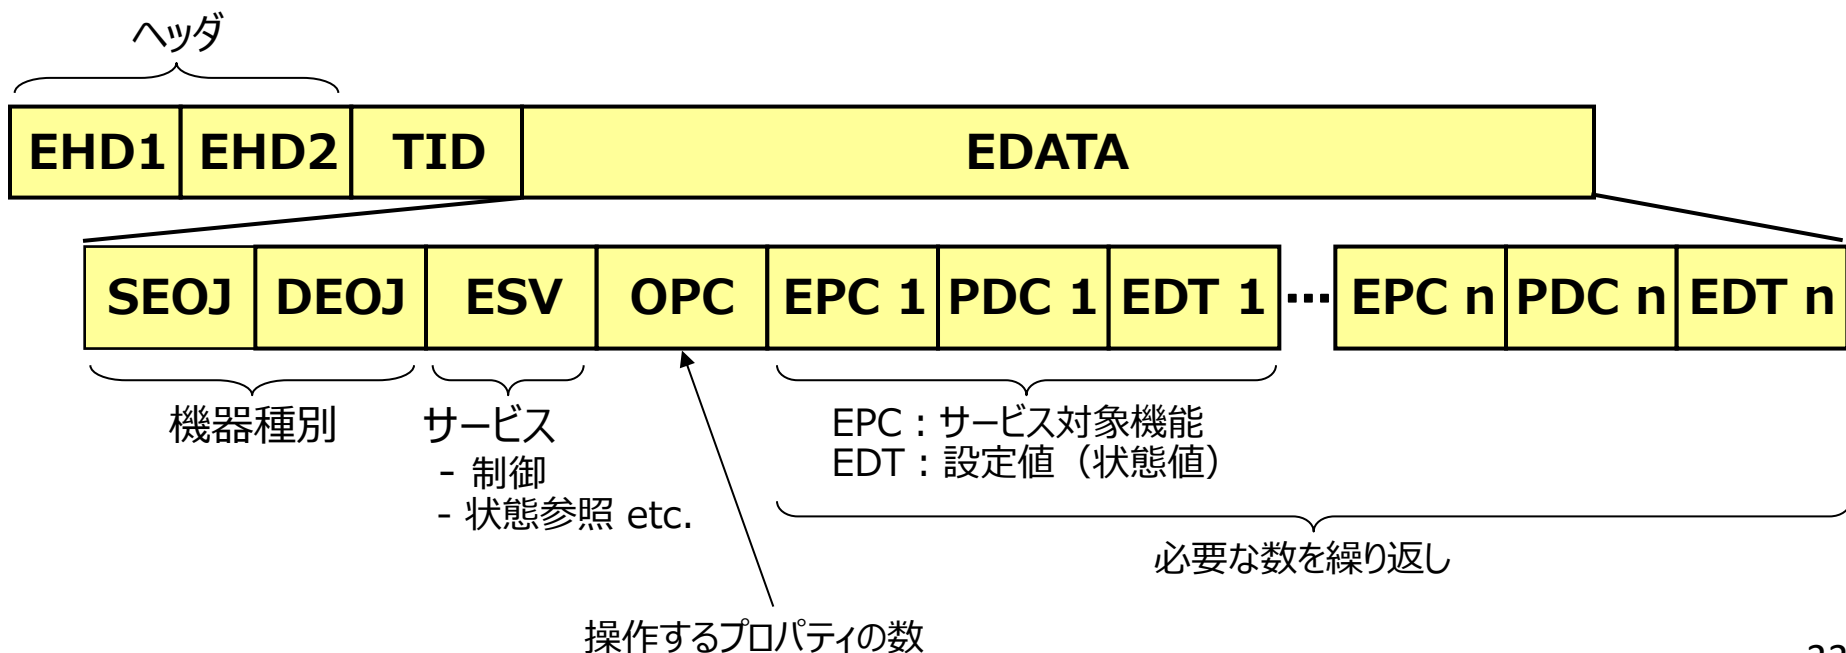 ヘッダ
EHD1 EHD2 TID EDATA
SEOJ DEOJ ESV OPC EPC 1 PDC 1 EDT 1 … EPC n PDC n EDT n
機器種別
サービス
- 制御
- 状態参照 etc.
EPC：サービス対象機能
EDT：設定値（状態値）
必要な数を繰り返し
操作するプロパティの数